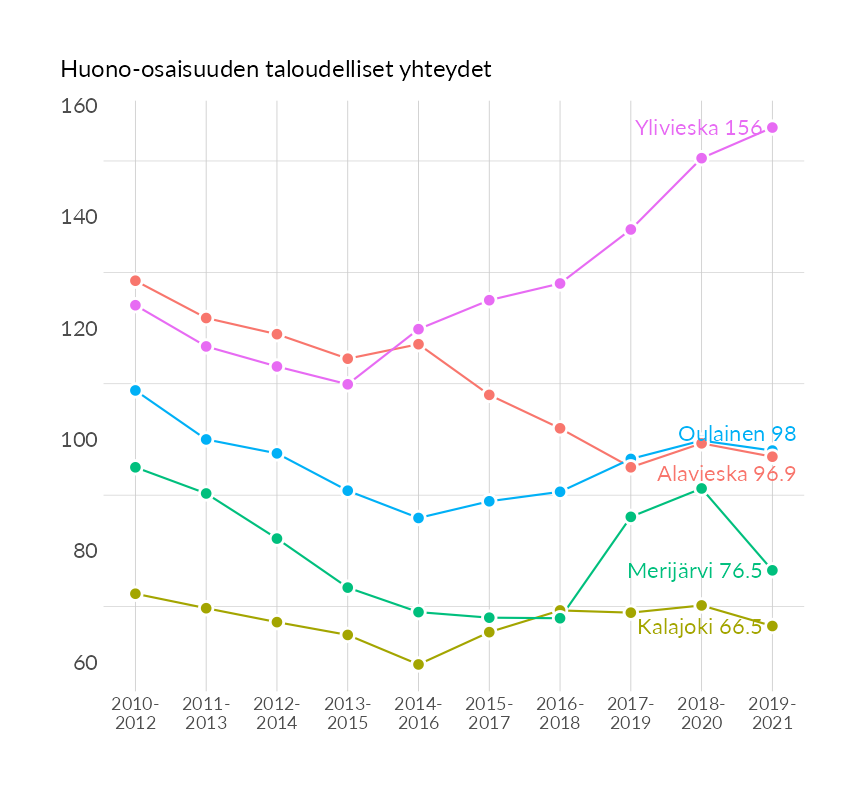 Huono-osaisuuden taloudelliset yhteydet
160
140
120
100
80
60
Ylivieska 156
Oulainen 98
Alavieska 96.9
Merijärvi 76.5
Kalajoki 66.5
2010- 2011- 2012- 2013- 2014- 2015- 2016- 2017- 2018- 2019-
2012 2013 2014 2015 2016 2017 2018 2019 2020 2021